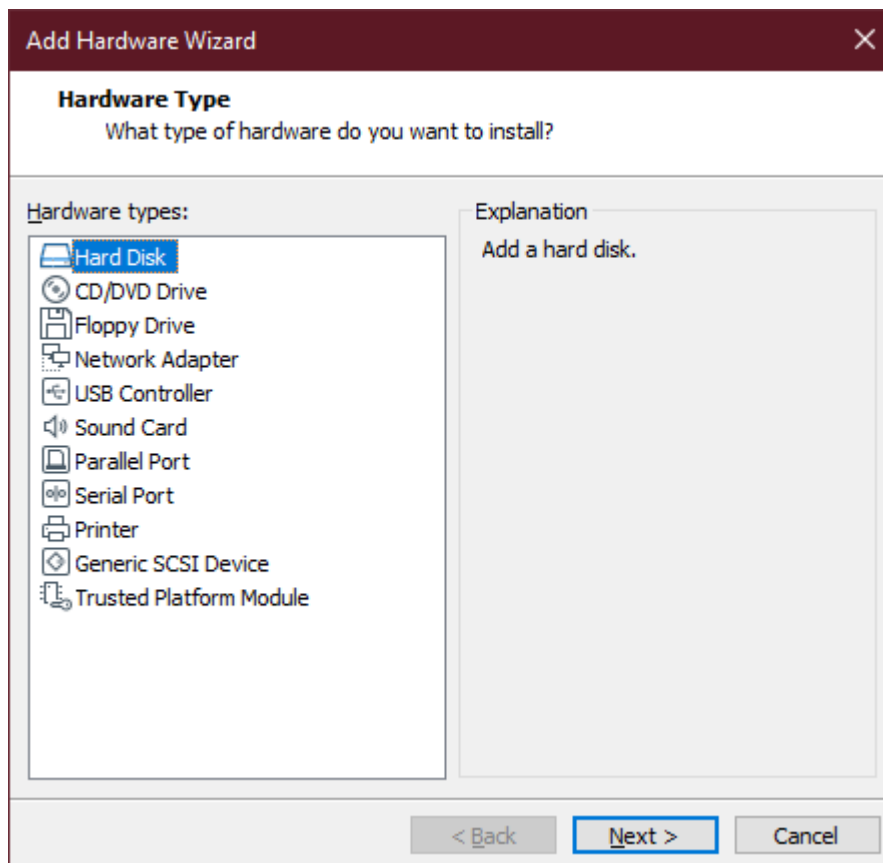 Add Hardware Wizard
Hardware Type
What type of hardware do you want to install?
Hardware types:
Hard Disk
CD/DVD Drive
Floppy Drive
Network Adapter
USB Controller
Sound Card
Parallel Port
Serial Port
Printer
Generic SCSI Device
Trusted Platform Module
Explanation
Add a hard disk.
< Back
Next >
Cancel